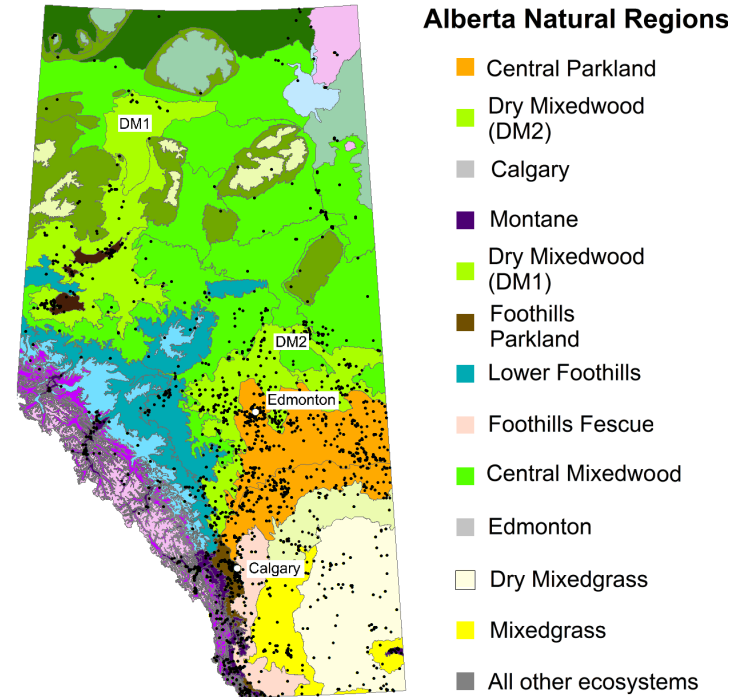 Alberta Natural Regions
Central Parkland
Dry Mixedwood
(DM2)
Calgary
Montane
Dry Mixedwood
(DM1)
Foothills
Parkland
Lower Foothills
Foothills Fescue
Central Mixedwood
Edmonton
Dry Mixedgrass
Mixedgrass
All other ecosystems
DM1
DM2
Edmonton
Calgary